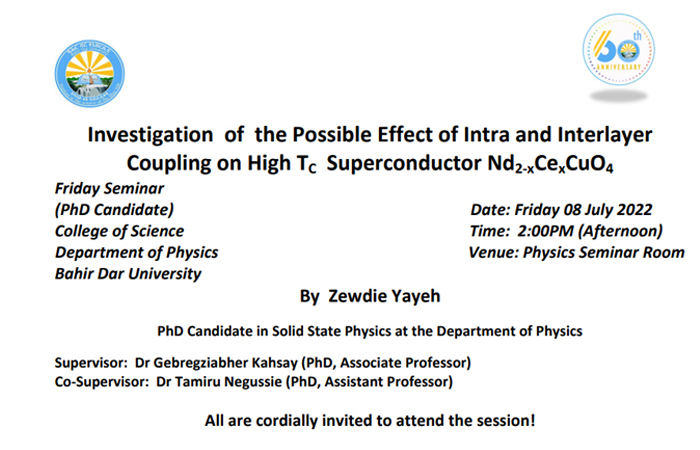 60th
ANNIVERSARY
Investigation of the Possible Effect of Intra and Interlayer
Coupling on High TC Superconductor Nd2-xCexCuO4
Friday Seminar
(PhD Candidate)
Date: Friday 08 July 2022
College of Science
Time: 2:00PM (Afternoon)
Department of Physics
Venue: Physics Seminar Room
Bahir Dar University
By Zewdie Yayeh
PhD Candidate in Solid State Physics at the Department of Physics
Supervisor: Dr Gebregziabher Kahsay (PhD, Associate Professor)
Co-Supervisor: Dr Tamiru Negussie (PhD, Assistant Professor)
All are cordially invited to attend the session!